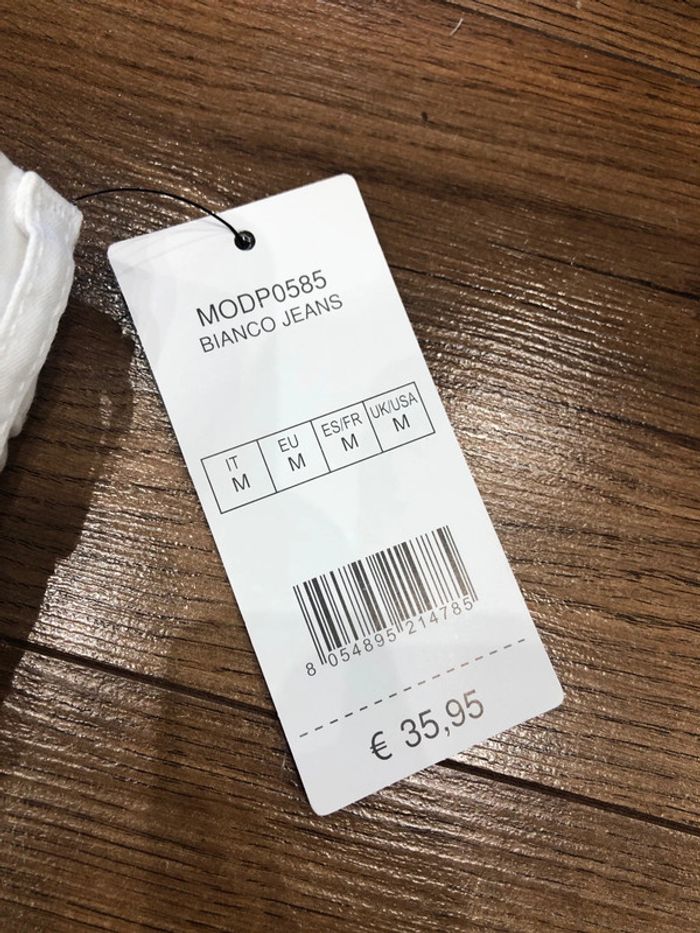 MODP0585
BIANCO JEANS
IT EU ES/FR UK/USA
M M M M
8 054895 214785
€ 35,95